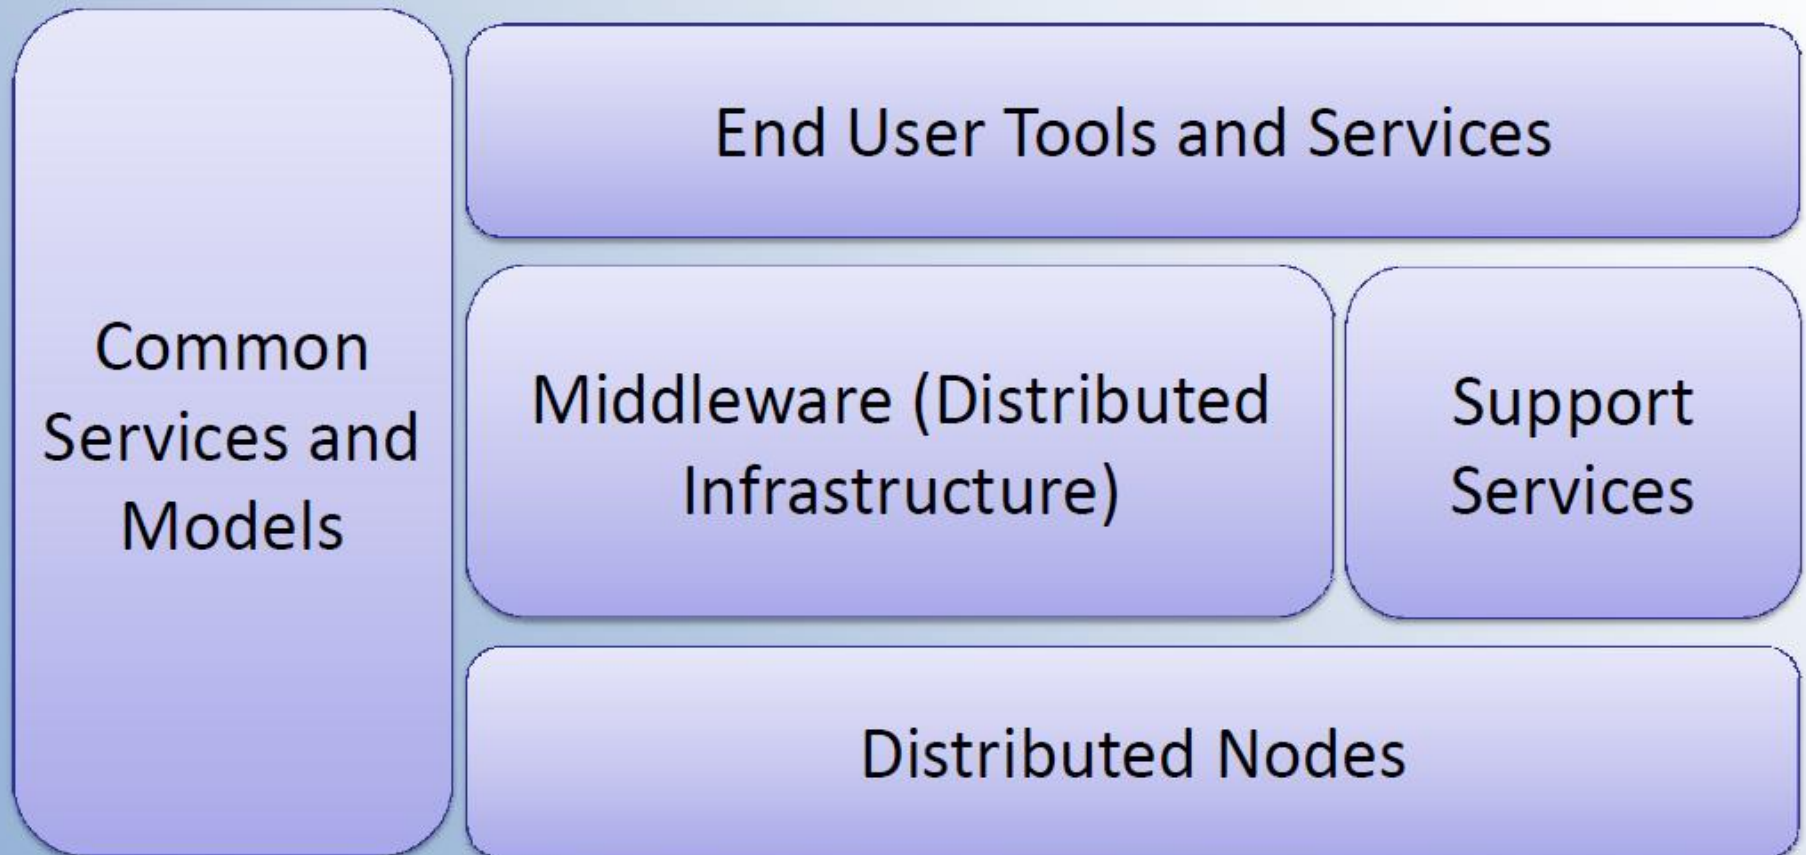 Common
Services and
Models
End User Tools and Services
Middleware (Distributed
Infrastructure)
Support
Services
Distributed Nodes